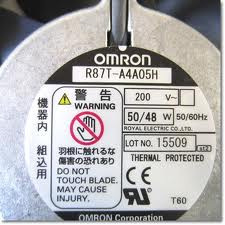 OMRON
R87T-A4A05H
機器内
組込用
警告
WARNING
羽根に触れるな
傷害の恐れあり
DO NOT
TOUCH BLADE.
MAY CAUSE
INJURY.
200 V~
50/48 W 50/60Hz
ROYAL ELECTRIC CO.,LTD.
LOT NO. 15509
THERMAL PROTECTED
CE
T60
OMRON Corporation